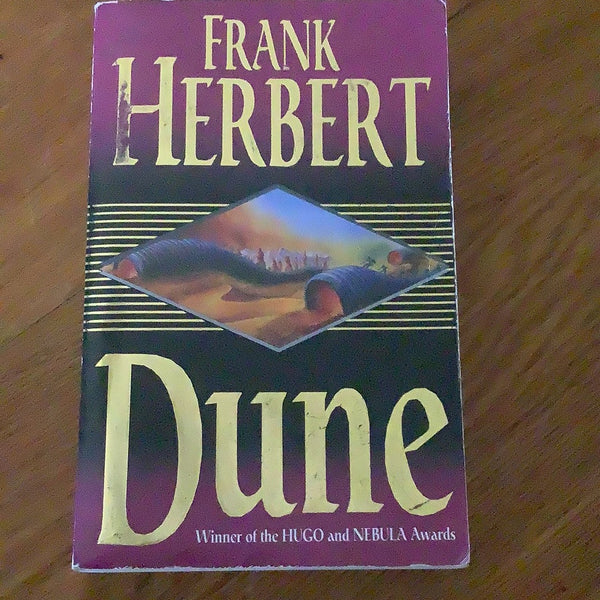 FRANK
HERBERT
Dune
Winner of the HUGO and NEBULA Awards